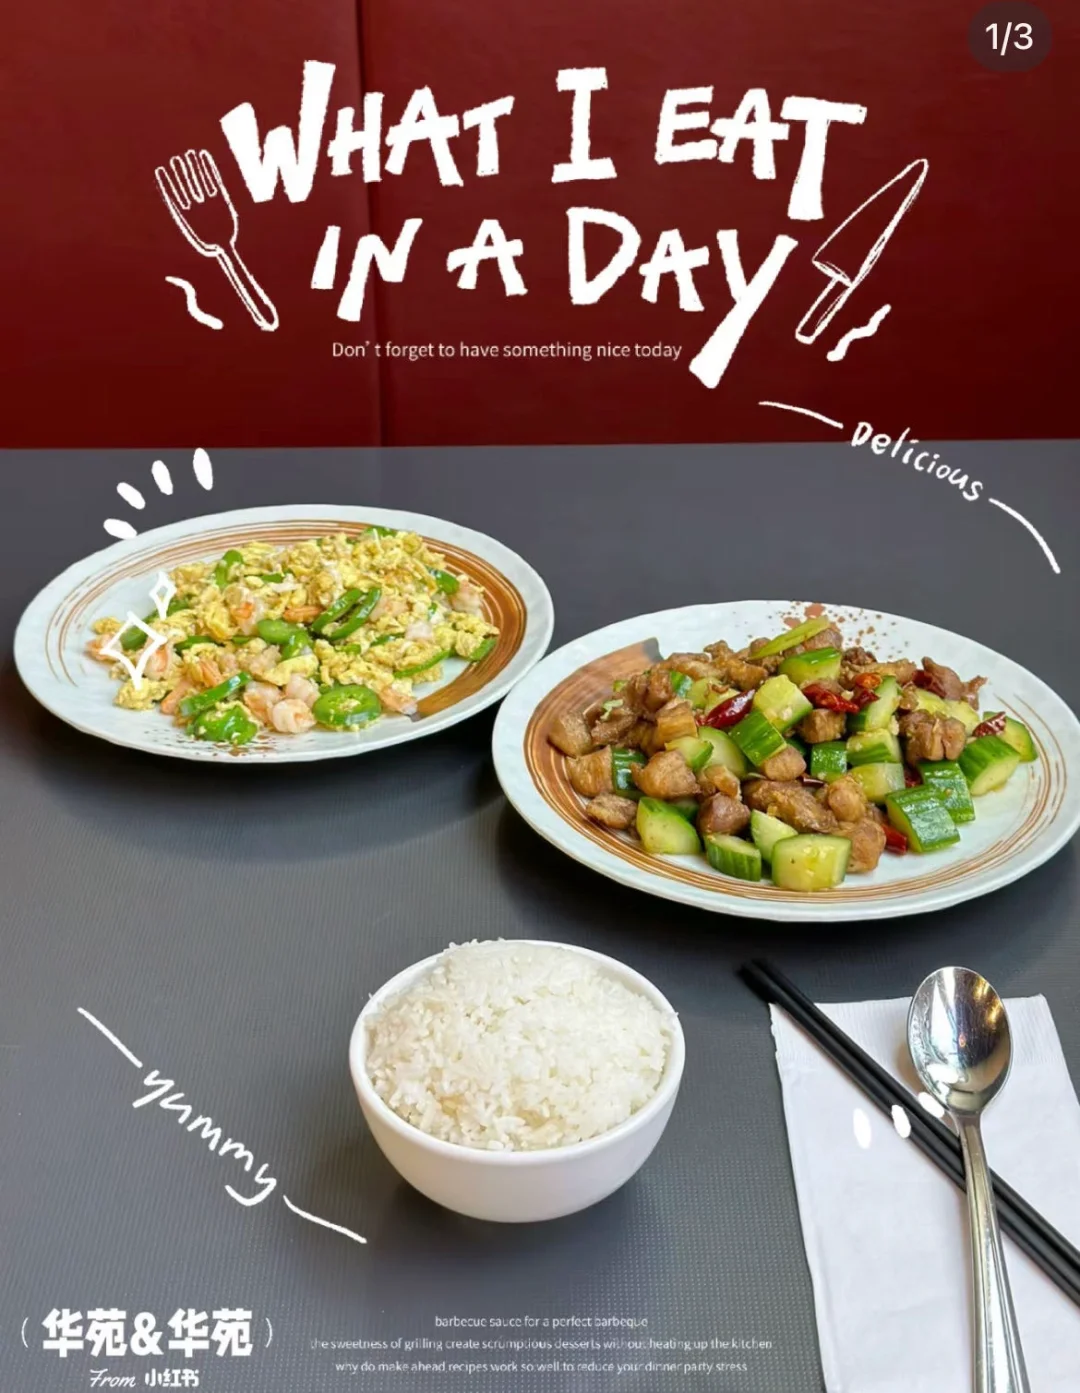 1/3
WHAT I EAT
IN A DAY
Don't forget to have something nice today
Delicious
yummy
(华苑&华苑)
From 小红书
barbecue sauce for a perfect barbeque
the sweetness of grilling create scrumptious desserts without heating up the kitchen
why do make ahead recipes work so well to reduce your dinner party stress